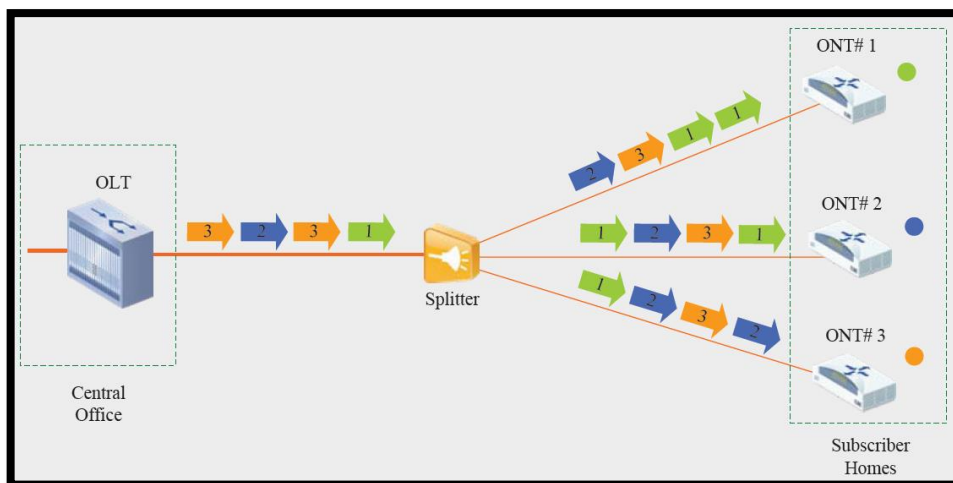 ONT# 1
OLT
3 2 3 1
2 3 1 1
ONT# 2
1 2 3 1
Splitter
1 2 3 2
ONT# 3
Central
Office
Subscriber
Homes